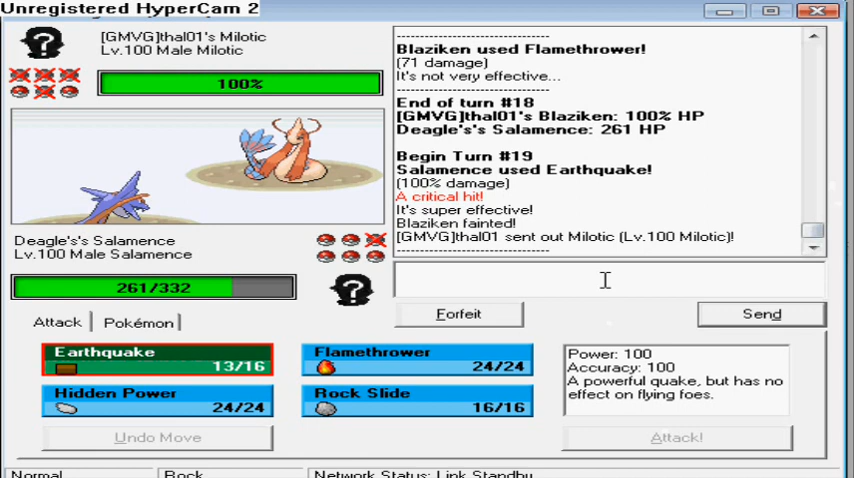 Unregistered HyperCam 2
[GMVG]thal01's Milotic
Lv.100 Male Milotic
100%
Deagle's's Salamence
Lv.100 Male Salamence
261/332
Blaziken used Flamethrower!
(71 damage)
It's not very effective...
End of turn #18
[GMVG]thal01's Blaziken: 100% HP
Deagle's's Salamence: 261 HP
Begin Turn #19
Salamence used Earthquake!
(100% damage)
A critical hit!
It's super effective!
Blaziken fainted!
[GMVG]thal01 sent out Milotic (Lv.100 Milotic)!
Forfeit
Send
Attack
Pokémon
Earthquake
13/16
Flamethrower
24/24
Hidden Power
24/24
Rock Slide
16/16
Power: 100
Accuracy: 100
A powerful quake, but has no
effect on flying foes.
Undo Move
Attack!
Normal
Rock
Network Status: Link Standby